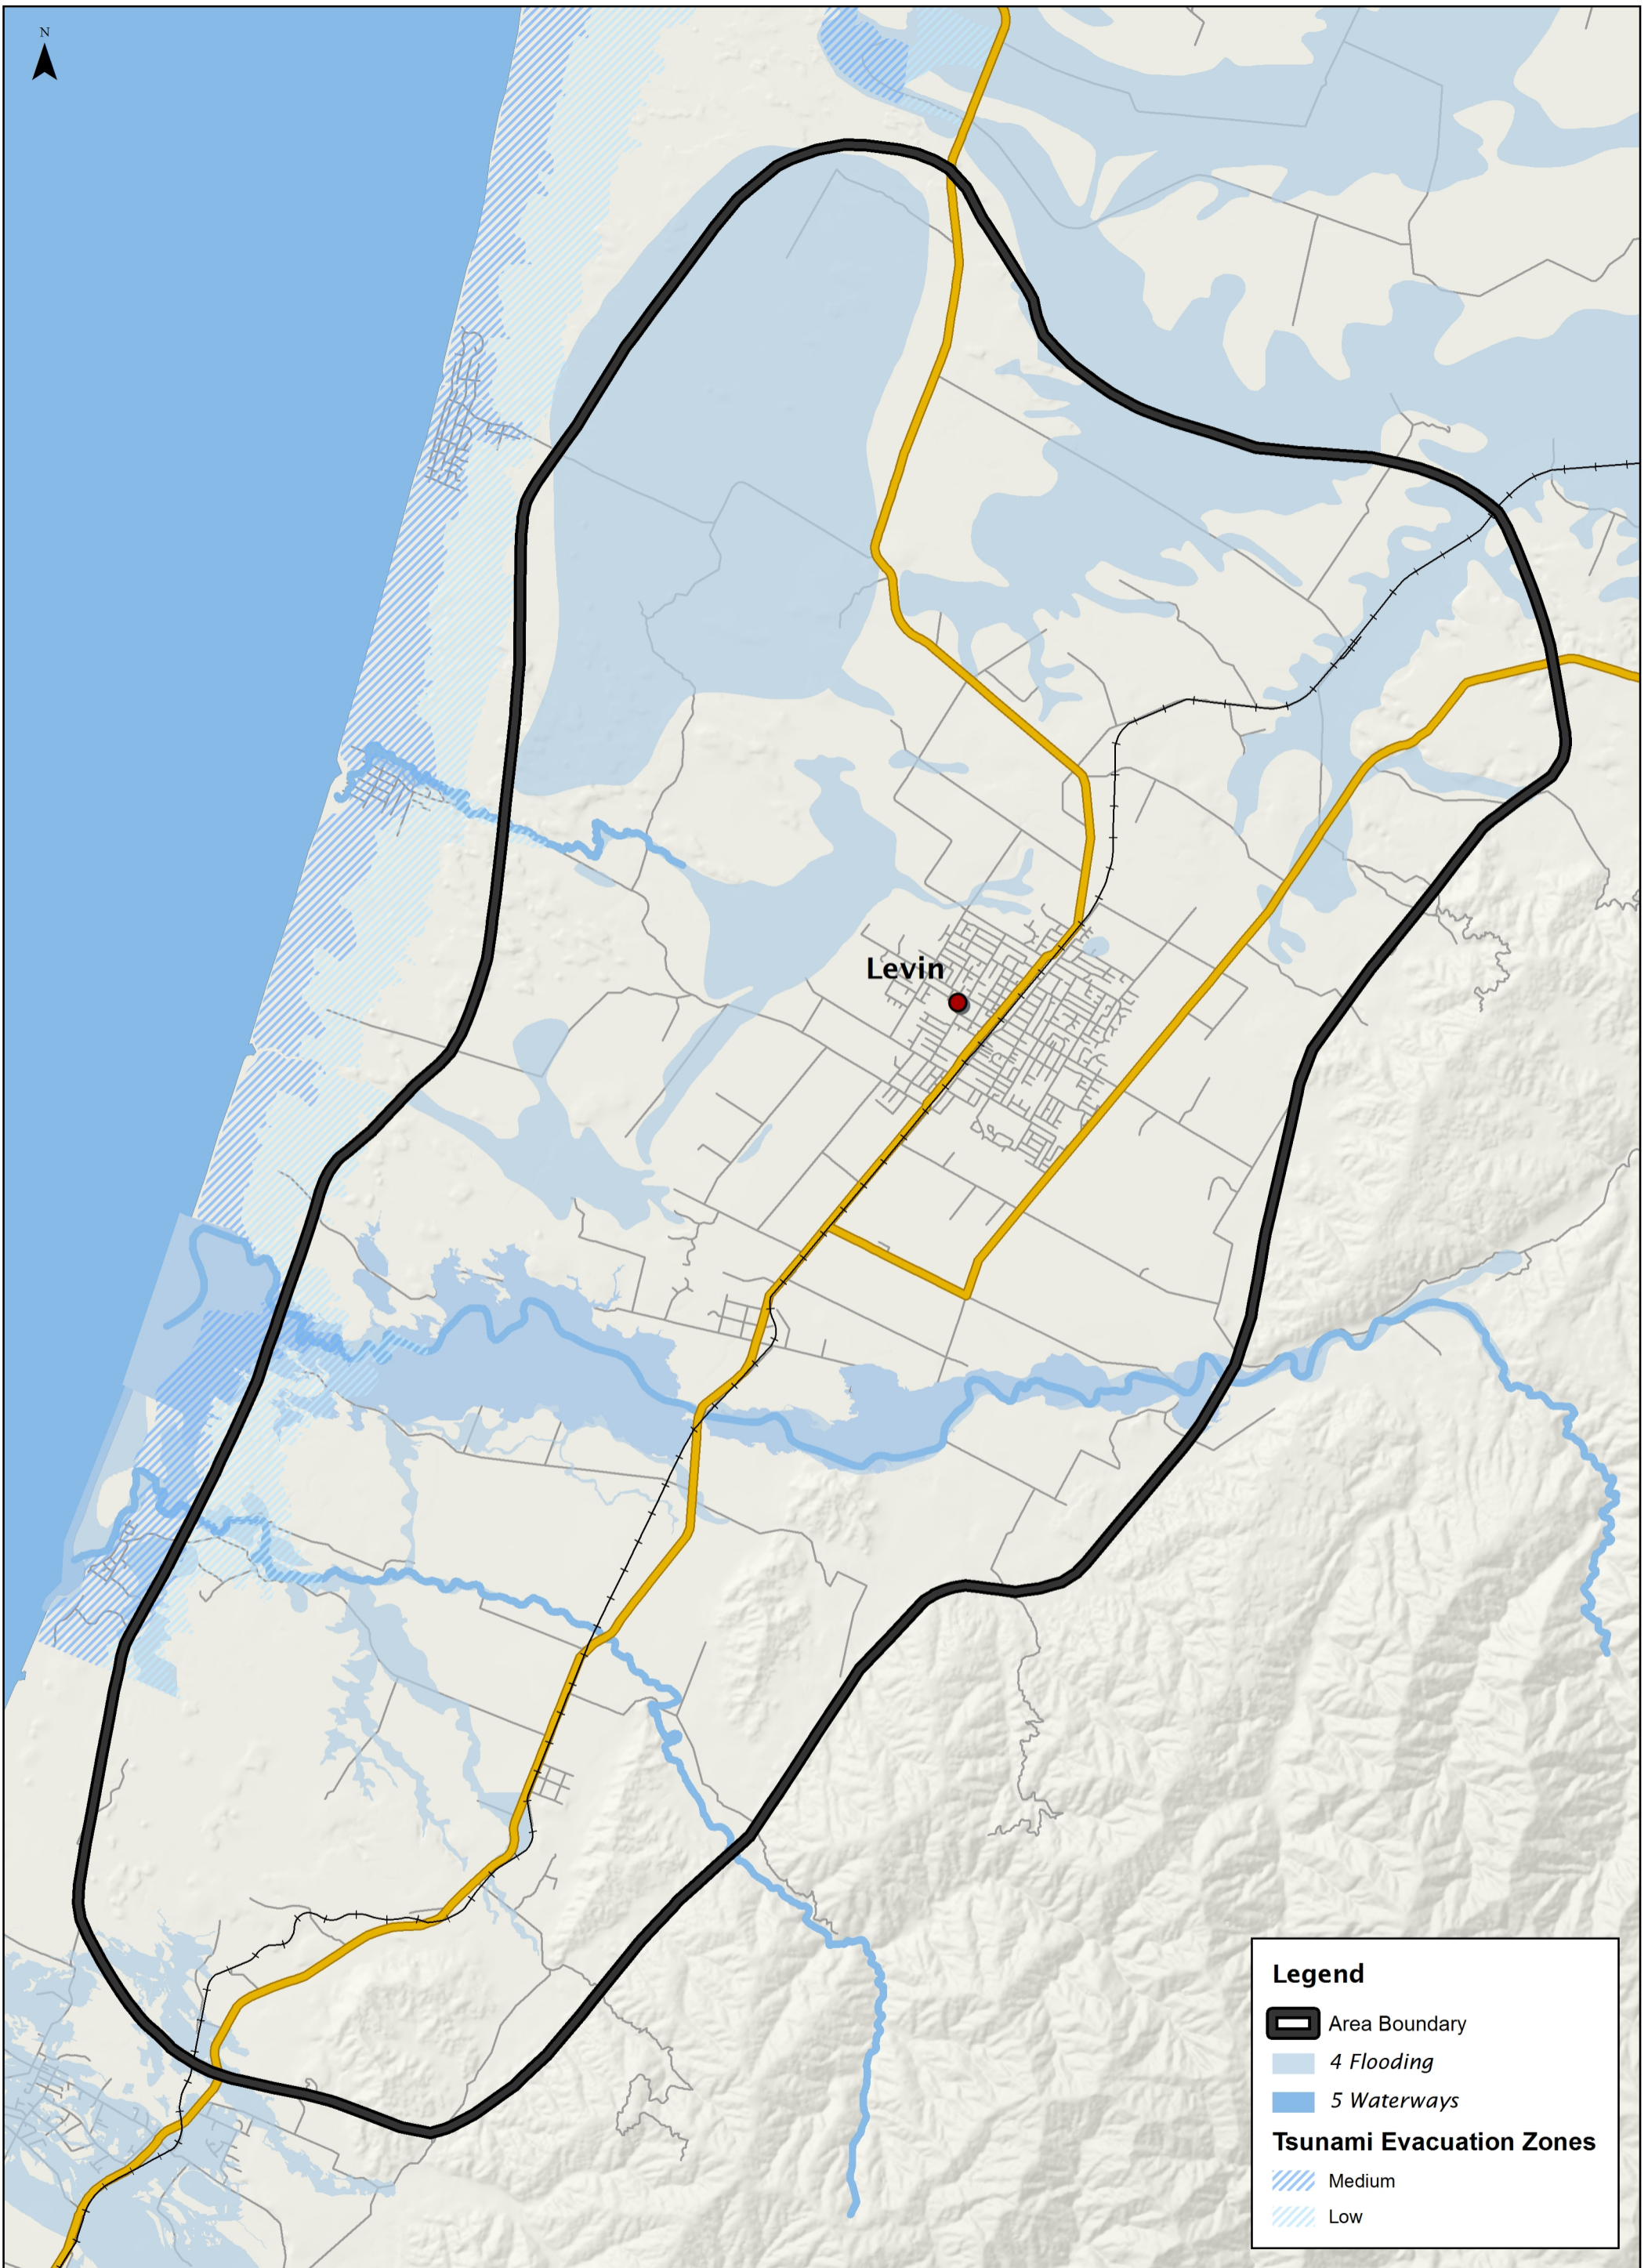 N
Levin
Legend
Area Boundary
4 Flooding
5 Waterways
Tsunami Evacuation Zones
Medium
Low